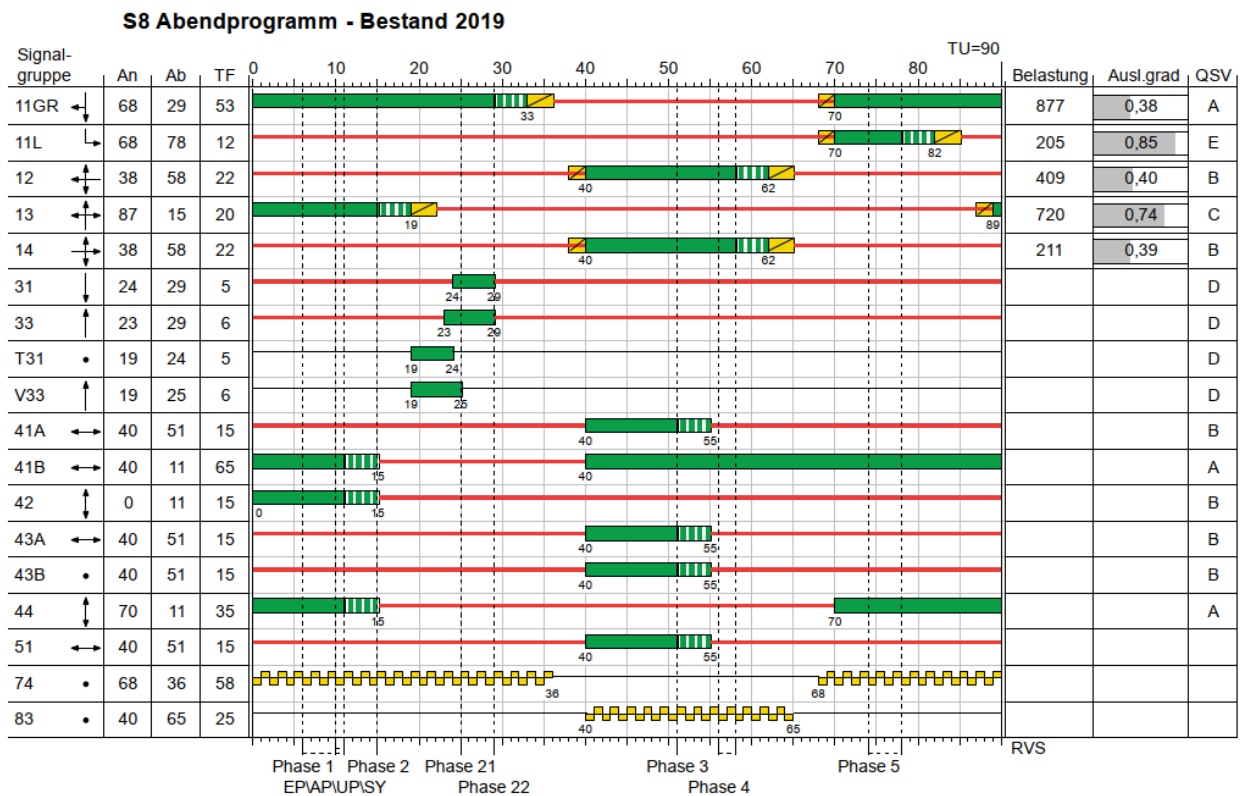 S8 Abendprogramm - Bestand 2019
TU=90
Signal-
gruppe An Ab TF 0 10 20 30 40 50 60 70 80 Belastung Ausl.grad QSV
11GR 68 29 53 33 70 877 0,38 A
11L 68 78 12 70 82 205 0,85 E
12 38 58 22 40 62 409 0,40 B
13 87 15 20 19 89 720 0,74 C
14 38 58 22 40 62 211 0,39 B
31 24 29 5 24 29 D
33 23 29 6 23 29 D
T31 19 24 5 19 24 D
V33 19 25 6 19 25 D
41A 40 51 15 40 55 B
41B 40 11 65 15 40 A
42 0 11 15 0 15 B
43A 40 51 15 40 55 B
43B 40 51 15 40 55 B
44 70 11 35 15 70 A
51 40 51 15 40 55
74 68 36 58 36 68
83 40 65 25 40 65
RVS
Phase 1 Phase 2 Phase 21 Phase 3 Phase 5
EP\AP\UP\SY Phase 22 Phase 4